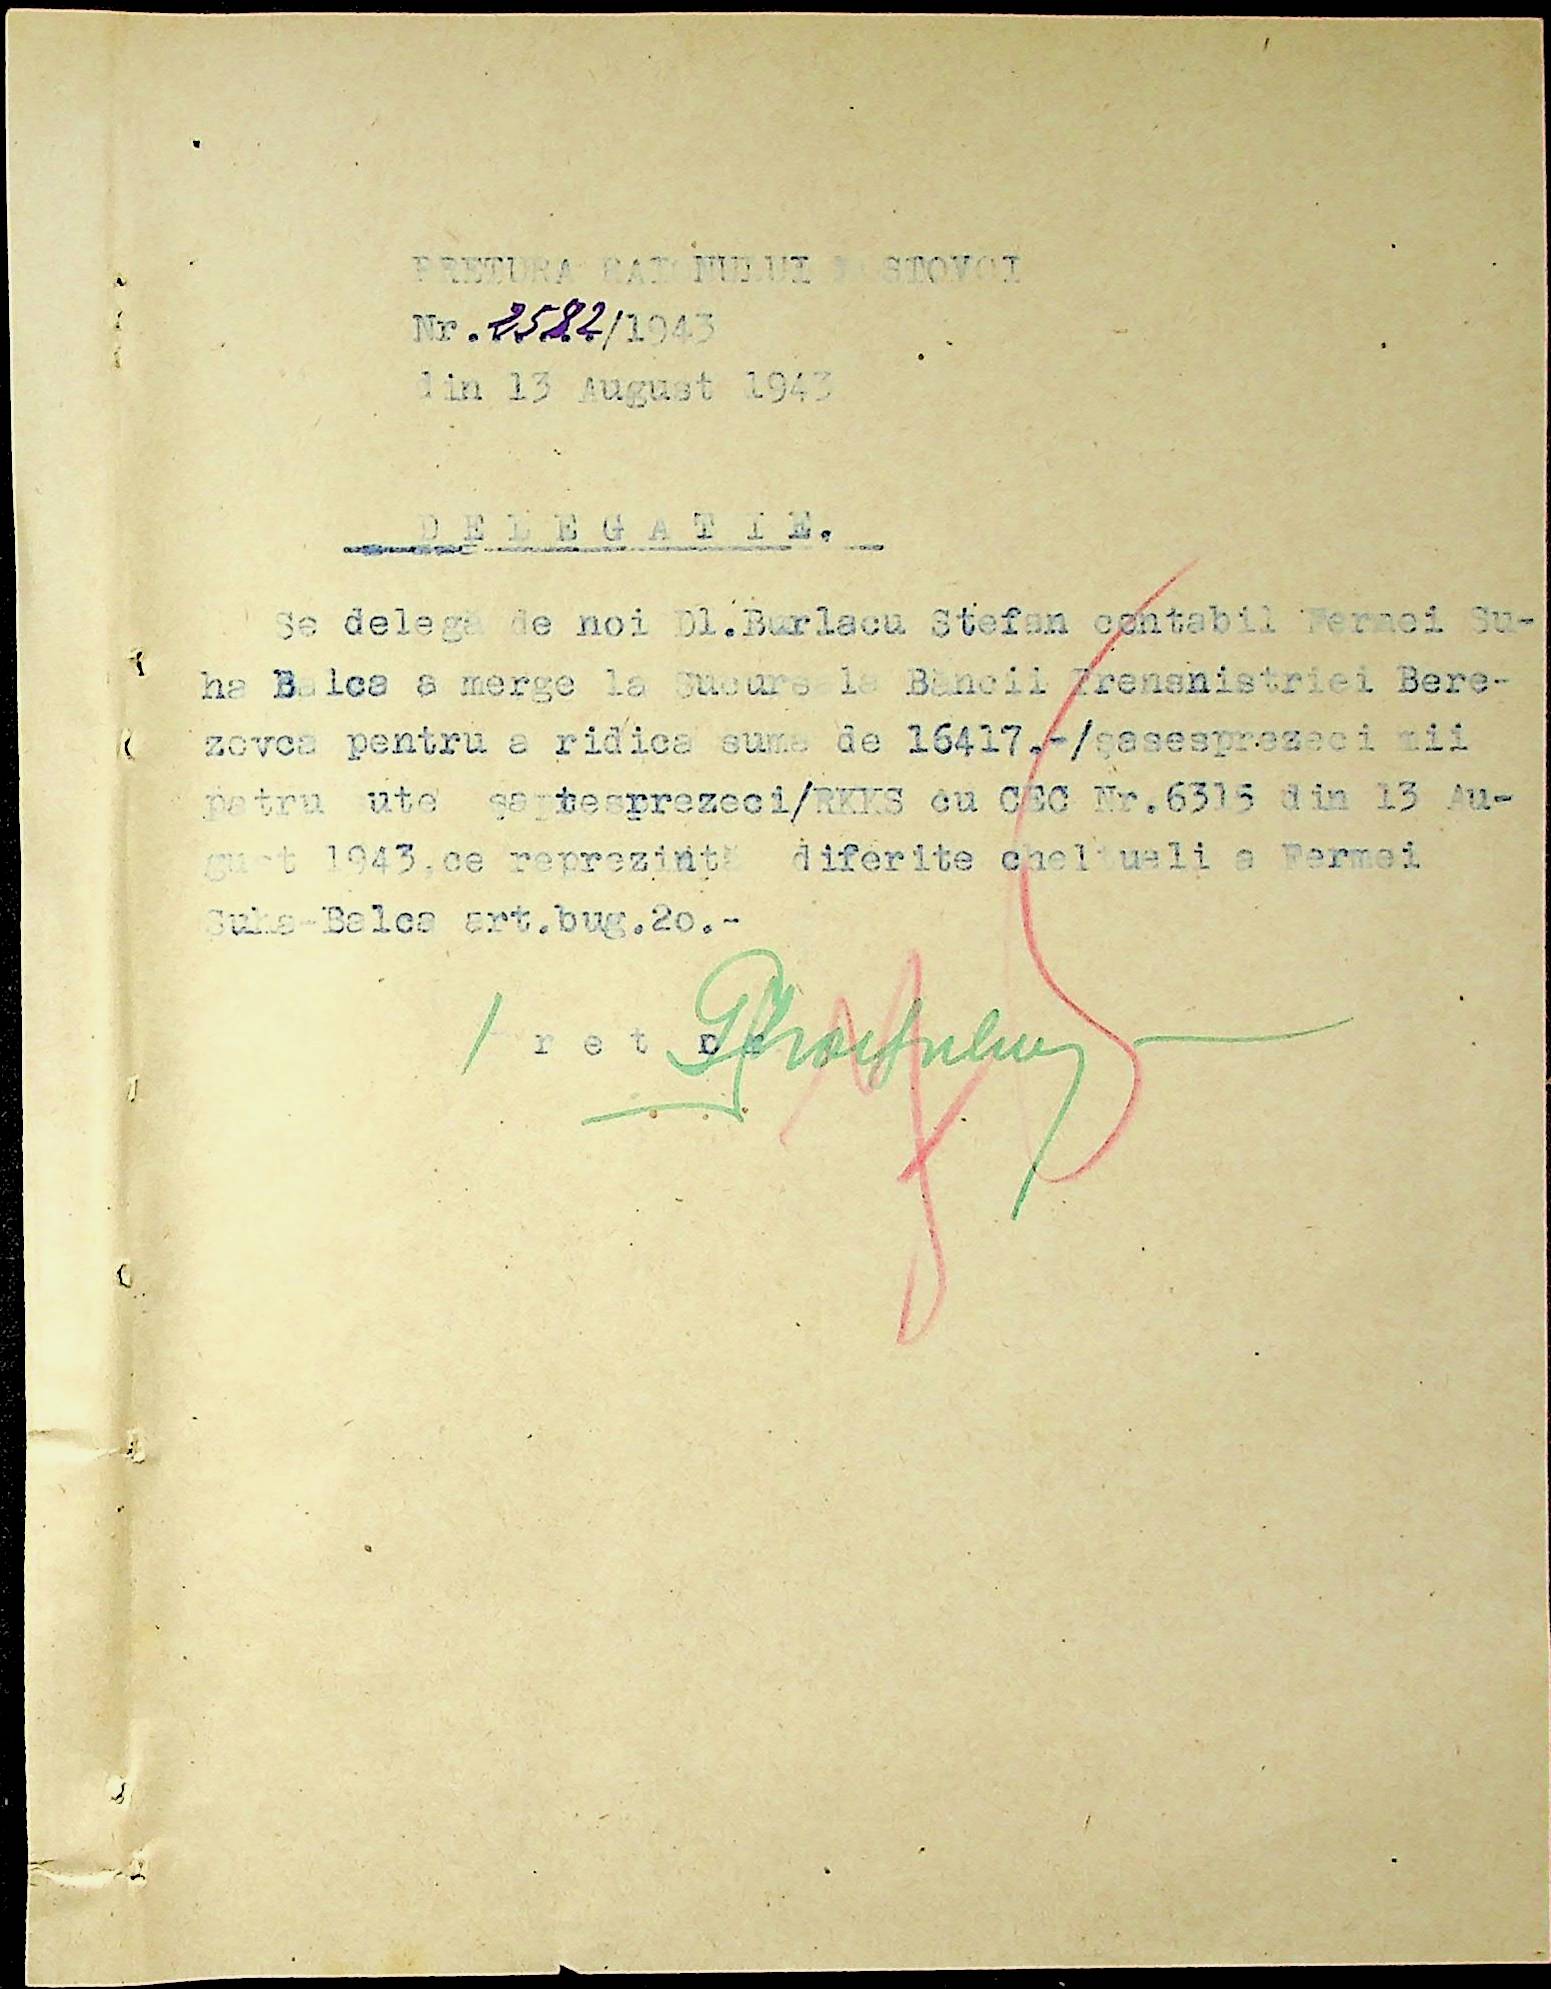 PRETURA RAIONULUI MOSTOVOI
Nr. 2582/1943
din 13 August 1943
DELEGATIE.
Se delegă de noi Dl.Burlacu Stefan contabil Fermei Su-
ha Balca a merge la Sucursala Băncii Transnistriei Bere-
zovca pentru a ridica suma de 16417.-/şasesprezeci mii
patru sute şaptesprezeci/RKKS cu CEC Nr.6315 din 13 Au-
gust 1943.ce reprezintă diferite cheltueli a Fermei
Suha-Balca art.bug.2o.-
Pretor